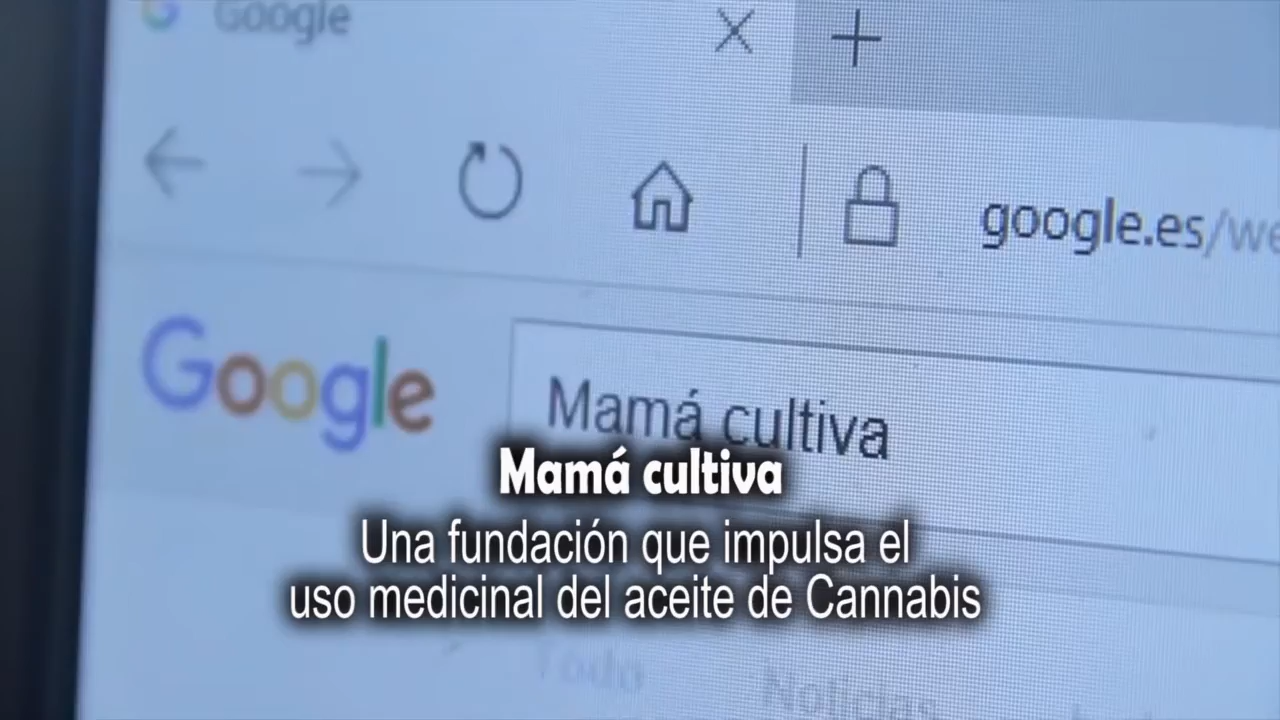 Google
google.es/we
Google
Mamá cultiva
Mamá cultiva
Una fundación que impulsa el
uso medicinal del aceite de Cannabis
Todo
Noticias